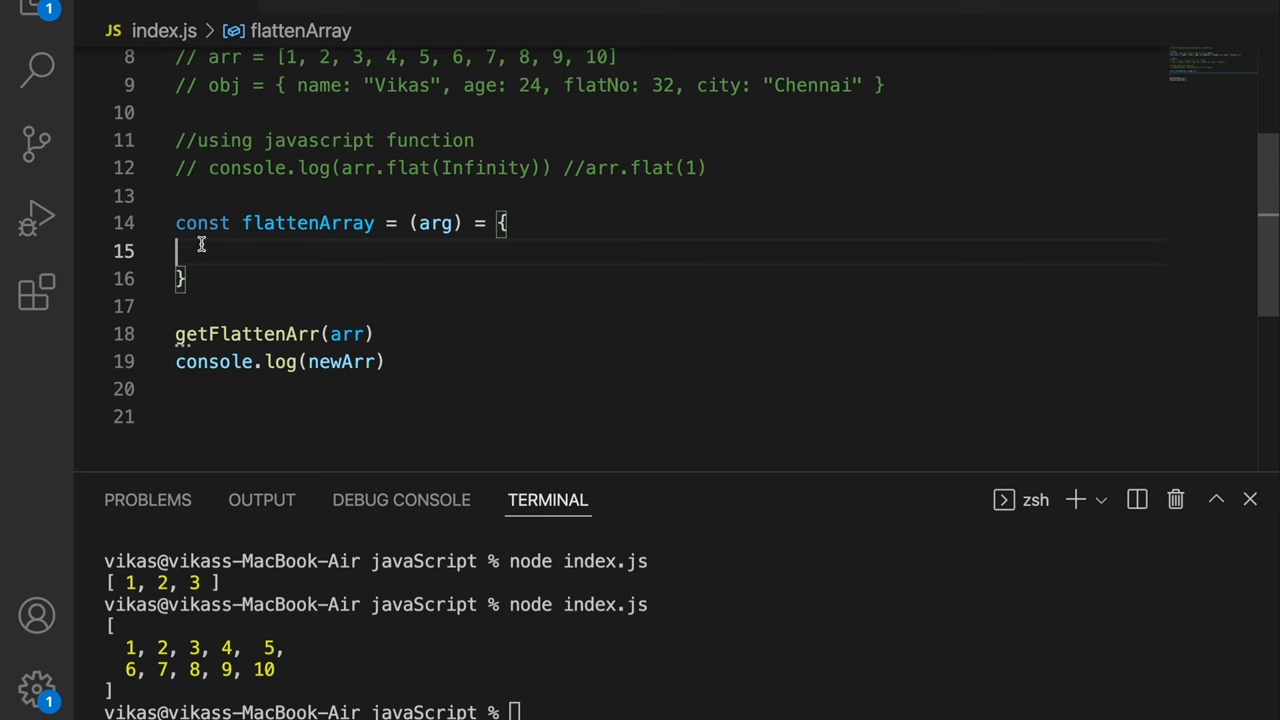 1
JS index.js > flattenArray
8 // arr = [1, 2, 3, 4, 5, 6, 7, 8, 9, 10]
9 // obj = { name: "Vikas", age: 24, flatNo: 32, city: "Chennai" }
10
11 //using javascript function
12 // console.log(arr.flat(Infinity)) //arr.flat(1)
13
14 const flattenArray = (arg) = {
15
16 }
17
18 getFlattenArr(arr)
19 console.log(newArr)
20
21
PROBLEMS OUTPUT DEBUG CONSOLE TERMINAL zsh
vikas@vikass-MacBook-Air javaScript % node index.js
[ 1, 2, 3 ]
vikas@vikass-MacBook-Air javaScript % node index.js
[
1, 2, 3, 4, 5,
6, 7, 8, 9, 10
]
1
vikas@vikass-MacBook-Air javaScript %